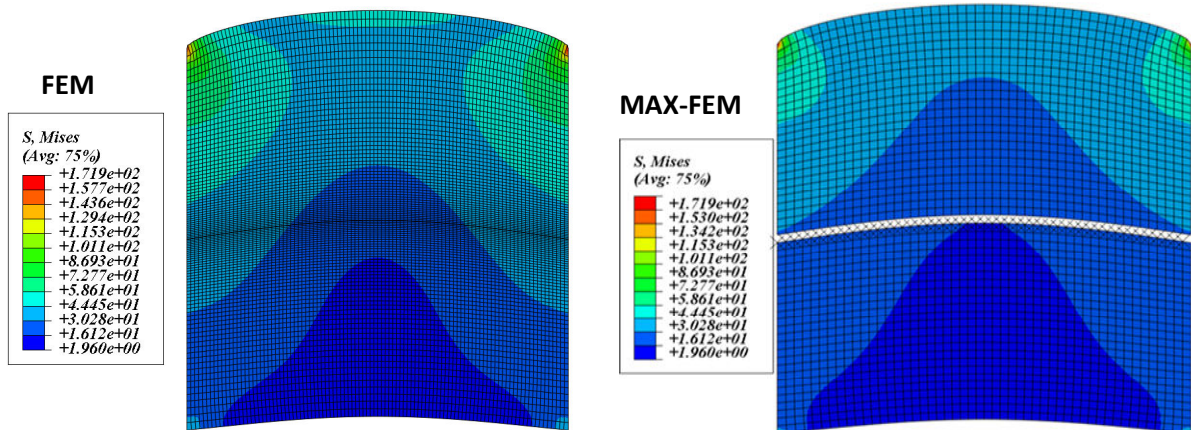 FEM
S, Mises
(Avg: 75%)
+1.719e+02
+1.577e+02
+1.436e+02
+1.294e+02
+1.153e+02
+1.011e+02
+8.693e+01
+7.277e+01
+5.861e+01
+4.445e+01
+3.028e+01
+1.612e+01
+1.960e+00
MAX-FEM
S, Mises
(Avg: 75%)
+1.719e+02
+1.530e+02
+1.342e+02
+1.153e+02
+1.011e+02
+8.693e+01
+7.277e+01
+5.861e+01
+4.445e+01
+3.028e+01
+1.612e+01
+1.960e+00